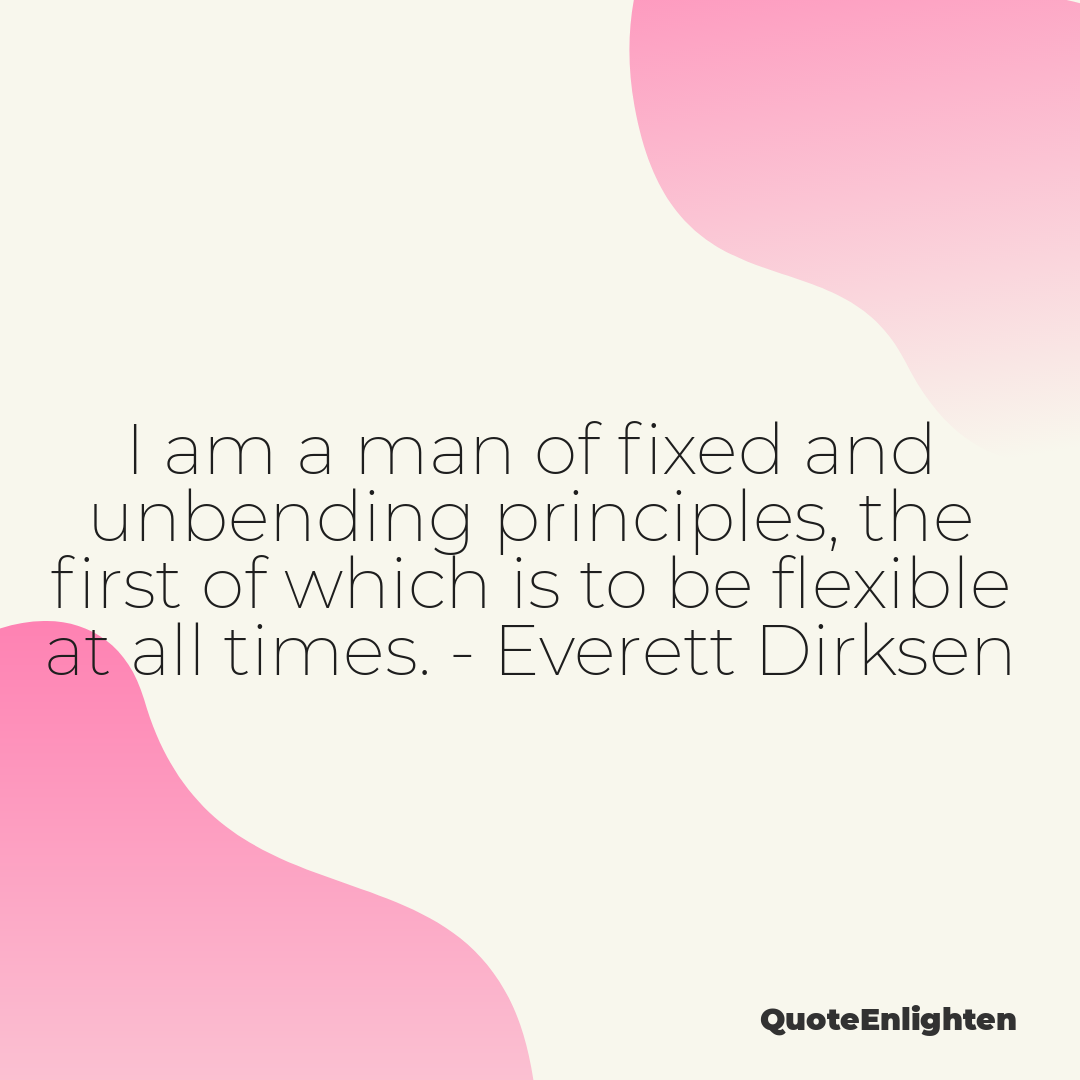 I am a man of fixed and
unbending principles, the
first of which is to be flexible
at all times. - Everett Dirksen
QuoteEnlighten